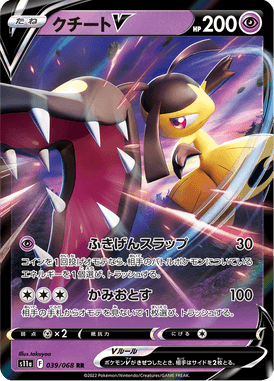 たね クチートV HP200
ふきげんスラップ 30
コインを1回投げオモテなら、相手のバトルポケモンについている
エネルギーを1個選び、トラッシュする。
かみおとす
相手の手札からオモテを見ないで1枚選び、トラッシュする。
弱点 ×2 抵抗力 にげる
Illus.takuyoa
s11a F 039/068 RR
Vルール
ポケモンVがきぜつしたとき、相手はサイドを2枚とる。
©2022 Pokémon/Nintendo/Creatures/GAME FREAK.